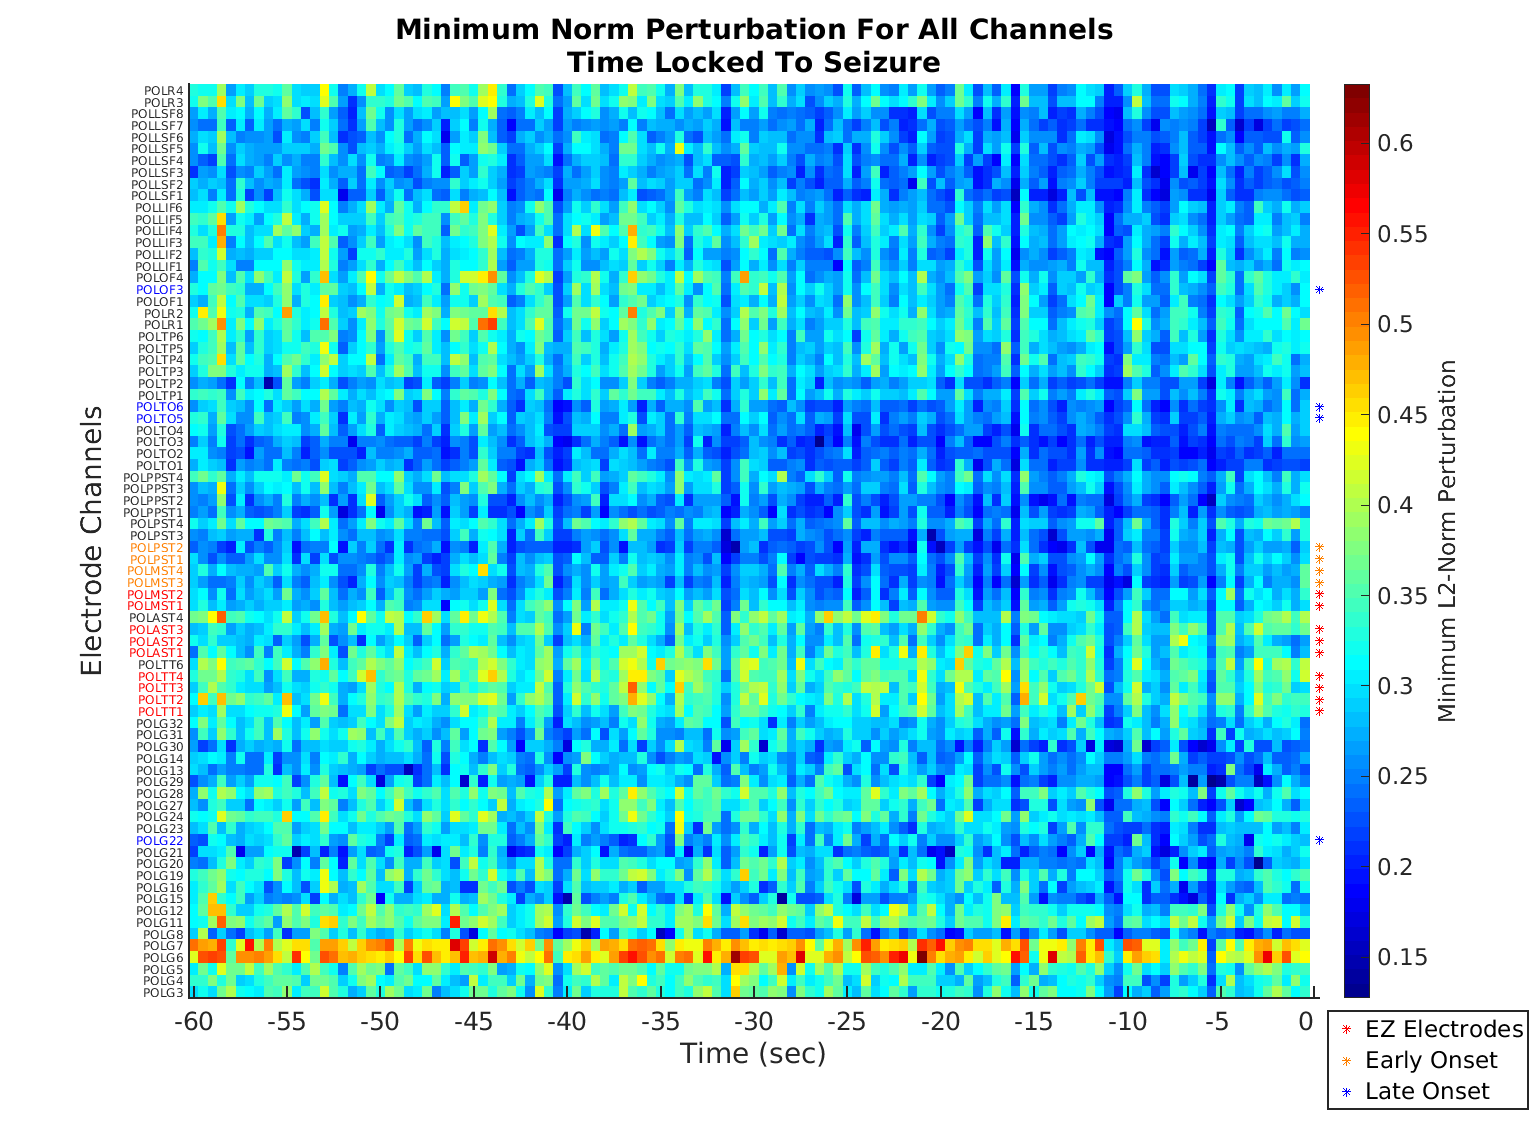 Minimum Norm Perturbation For All Channels
Time Locked To Seizure
Electrode Channels
POLR4
POLR3
POLLSF8
POLLSF7
POLLSF6
POLLSF5
POLLSF4
POLLSF3
POLLSF2
POLLSF1
POLLIF6
POLLIF5
POLLIF4
POLLIF3
POLLIF2
POLLIF1
POLOF4
POLOF3
POLOF1
POLR2
POLR1
POLTP6
POLTP5
POLTP4
POLTP3
POLTP2
POLTP1
POLTO6
POLTO5
POLTO4
POLTO3
POLTO2
POLTO1
POLPPST4
POLPPST3
POLPPST2
POLPPST1
POLPST4
POLPST3
POLPST2
POLPST1
POLMST4
POLMST3
POLMST2
POLMST1
POLAST4
POLAST3
POLAST2
POLAST1
POLTT6
POLTT4
POLTT3
POLTT2
POLTT1
POLG32
POLG31
POLG30
POLG14
POLG13
POLG29
POLG28
POLG27
POLG24
POLG23
POLG22
POLG21
POLG20
POLG19
POLG16
POLG15
POLG12
POLG11
POLG8
POLG7
POLG6
POLG5
POLG4
POLG3
-60 -55 -50 -45 -40 -35 -30 -25 -20 -15 -10 -5 0
Time (sec)
0.6
0.55
0.5
0.45
0.4
0.35
0.3
0.25
0.2
0.15
Minimum L2-Norm Perturbation
EZ Electrodes
Early Onset
Late Onset